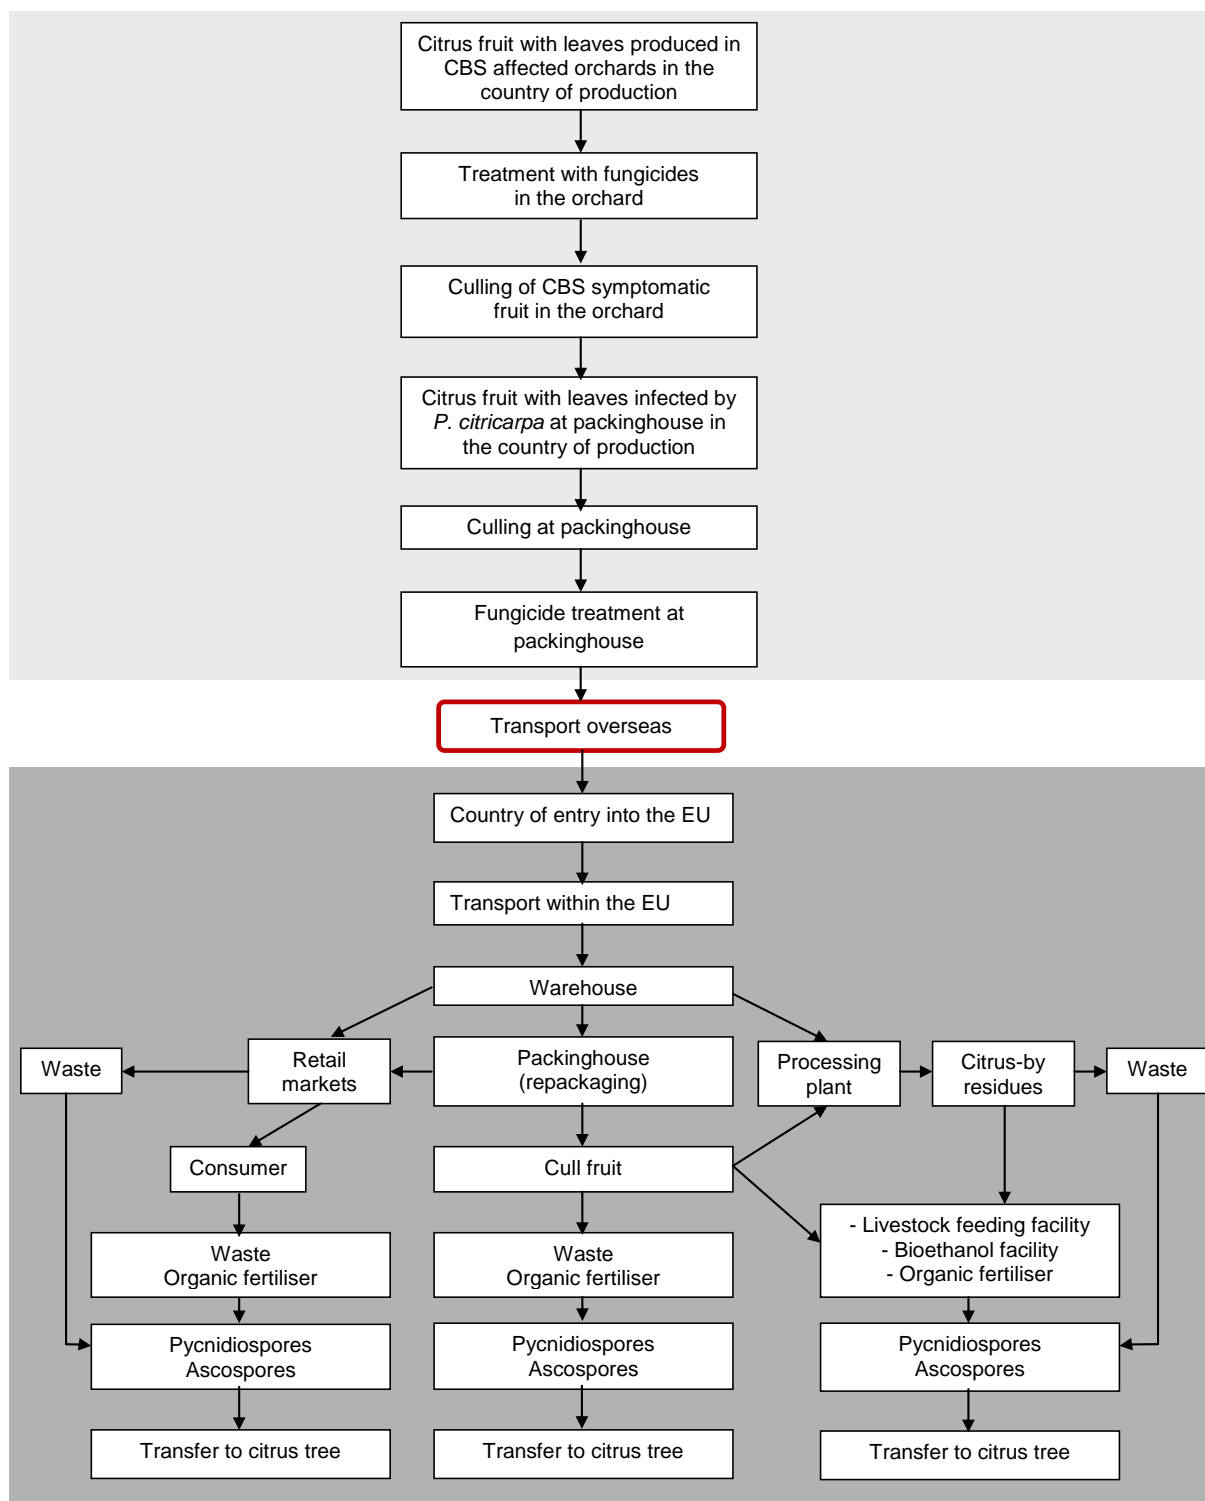 Citrus fruit with leaves produced in
CBS affected orchards in the
country of production
Treatment with fungicides
in the orchard
Culling of CBS symptomatic
fruit in the orchard
Citrus fruit with leaves infected by
P. citricarpa at packinghouse in
the country of production
Culling at packinghouse
Fungicide treatment at
packinghouse
Transport overseas
Country of entry into the EU
Transport within the EU
Warehouse
Waste
Retail
markets
Packinghouse
(repackaging)
Processing
plant
Citrus-by
residues
Waste
Consumer
Cull fruit
Waste
Organic fertiliser
Waste
Organic fertiliser
- Livestock feeding facility
- Bioethanol facility
- Organic fertiliser
Pycnidiospores
Ascospores
Pycnidiospores
Ascospores
Pycnidiospores
Ascospores
Transfer to citrus tree
Transfer to citrus tree
Transfer to citrus tree